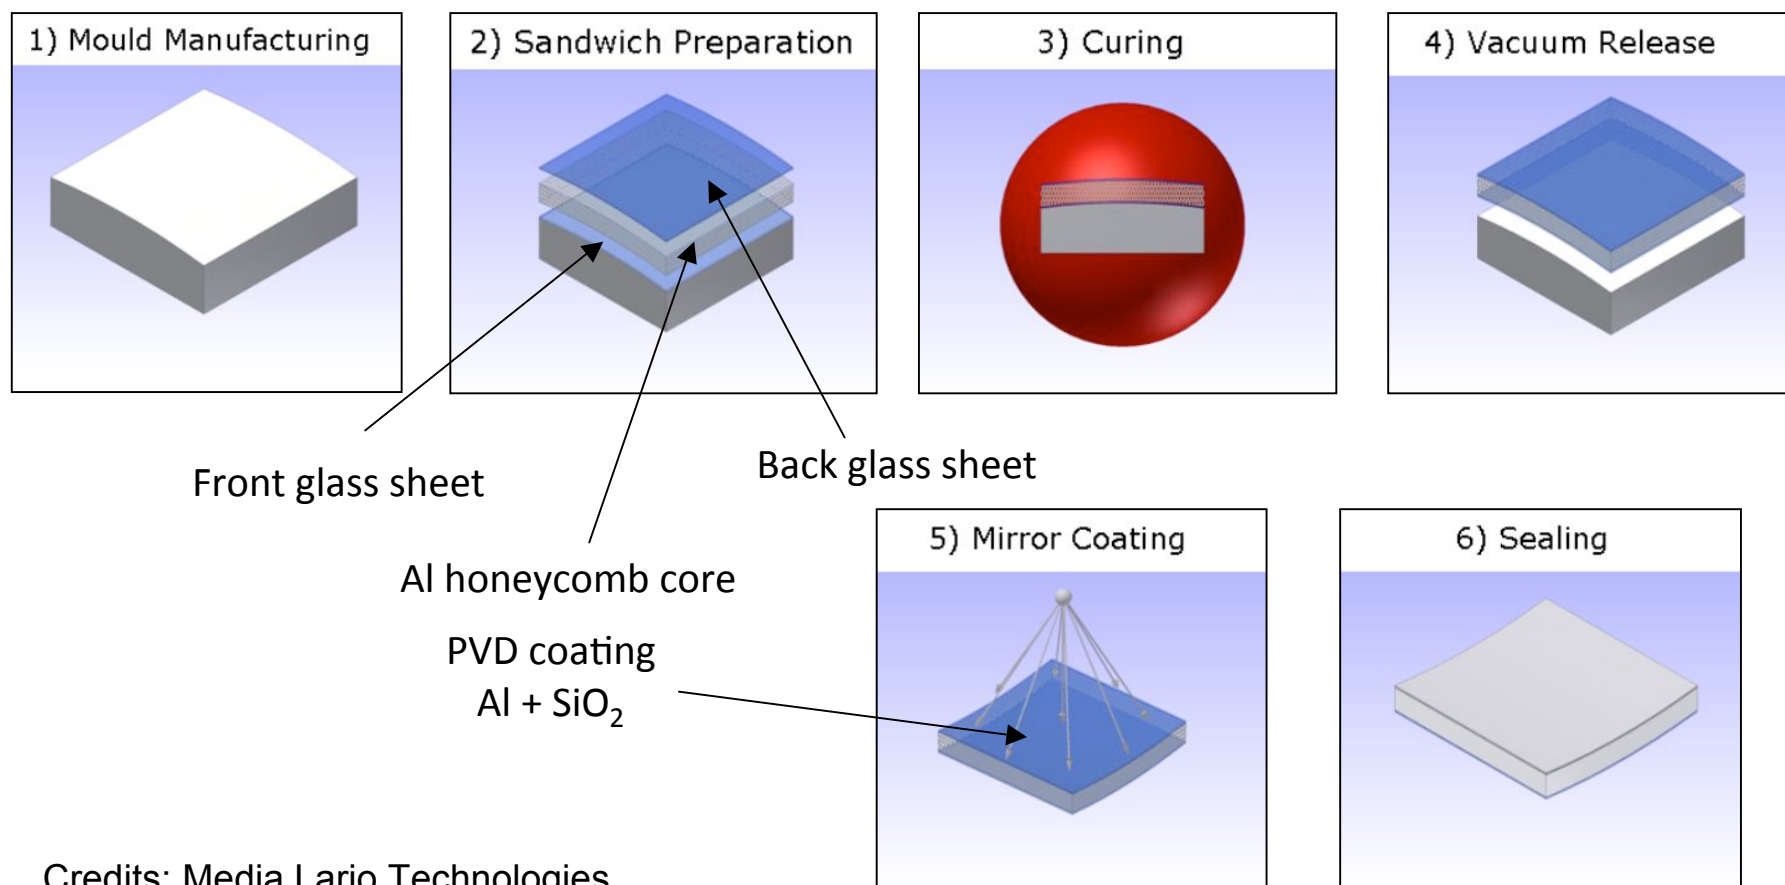 1) Mould Manufacturing
2) Sandwich Preparation
3) Curing
4) Vacuum Release
Front glass sheet
Back glass sheet
Al honeycomb core
PVD coating
Al + SiO₂
5) Mirror Coating
6) Sealing
Credits: Media Lario Technologies